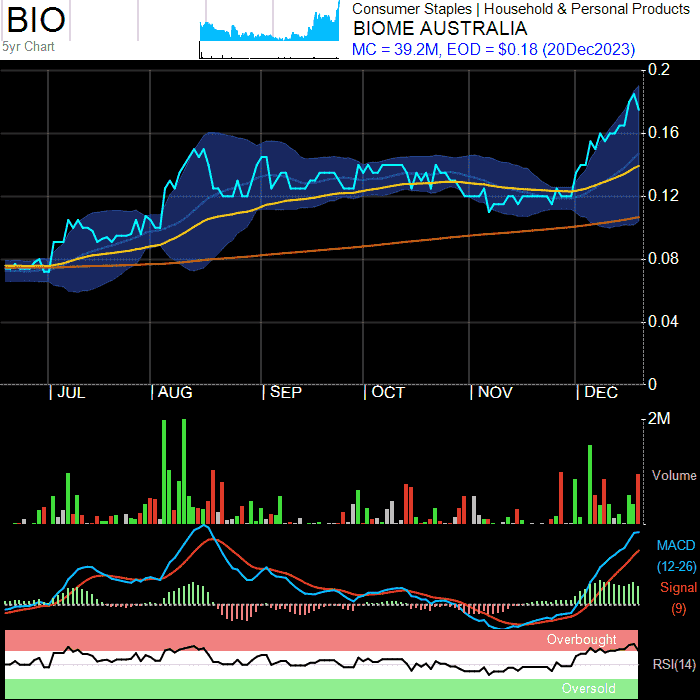 BIO
5yr Chart
Consumer Staples | Household & Personal Products
BIOME AUSTRALIA
MC = 39.2M, EOD = $0.18 (20Dec2023)
0.2
0.16
0.12
0.08
0.04
0
| JUL | AUG | SEP | OCT | NOV | DEC
2M
Volume
MACD
(12-26)
Signal
(9)
Overbought
RSI(14)
Oversold